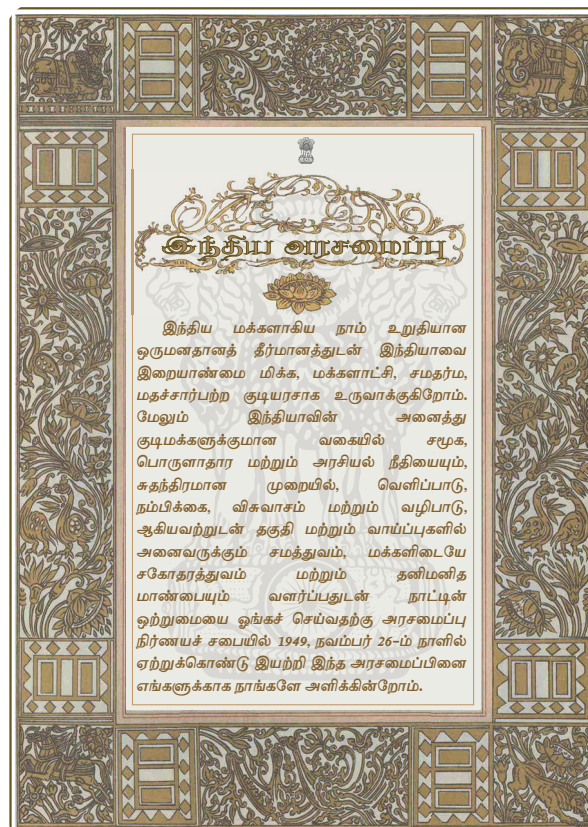 இந்திய அரசமைப்பு
இந்திய மக்களாகிய நாம் உறுதியான
ஒருமனதானத் தீர்மானத்துடன் இந்தியாவை
இறையாண்மை மிக்க, மக்களாட்சி, சமதர்ம,
மதச்சார்பற்ற குடியரசாக உருவாக்குகிறோம்.
மேலும் இந்தியாவின் அனைத்து
குடிமக்களுக்குமான வகையில் சமூக,
பொருளாதார மற்றும் அரசியல் நீதியையும்,
சுதந்திரமான முறையில், வெளிப்பாடு,
நம்பிக்கை, விசுவாசம் மற்றும் வழிபாடு,
ஆகியவற்றுடன் தகுதி மற்றும் வாய்ப்புகளில்
அனைவருக்கும் சமத்துவம், மக்களிடையே
சகோதரத்துவம் மற்றும் தனிமனித
மாண்பையும் வளர்ப்பதுடன் நாட்டின்
ஒற்றுமையை ஓங்கச் செய்வதற்கு அரசமைப்பு
நிர்ணயச் சபையில் 1949, நவம்பர் 26-ம் நாளில்
ஏற்றுக்கொண்டு இயற்றி இந்த அரசமைப்பினை
எங்களுக்காக நாங்களே அளிக்கின்றோம்.